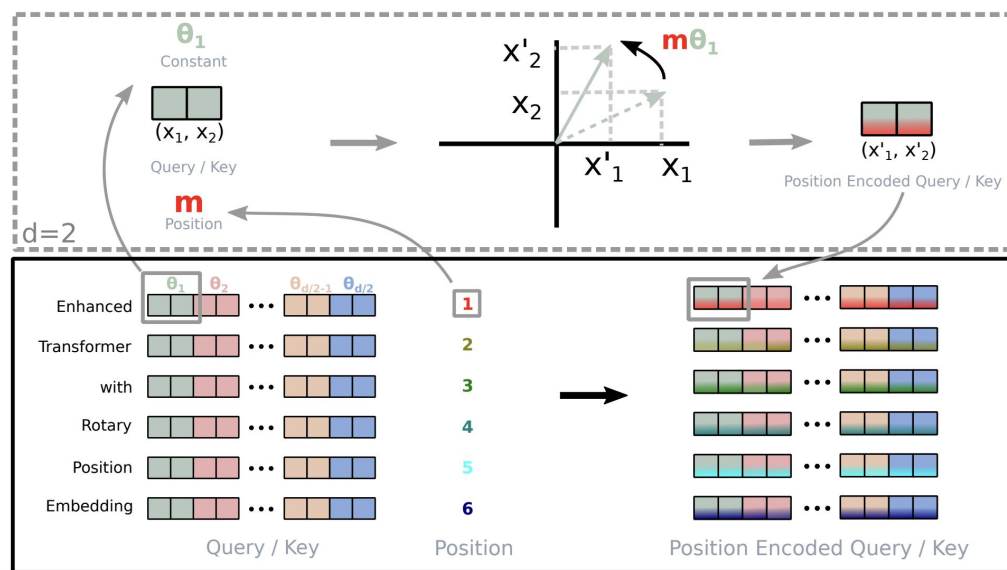 θ₁
Constant
(x₁, x₂)
Query / Key
m
Position
d=2
x'₂
x₂
x'₁
x₁
mθ₁
(x'₁, x'₂)
Position Encoded Query / Key
θ₁ θ₂ θd/2-1 θd/2
Enhanced ••• 1 •••
Transformer ••• 2 •••
with ••• 3 •••
Rotary ••• 4 •••
Position ••• 5 •••
Embedding ••• 6 •••
Query / Key Position Position Encoded Query / Key